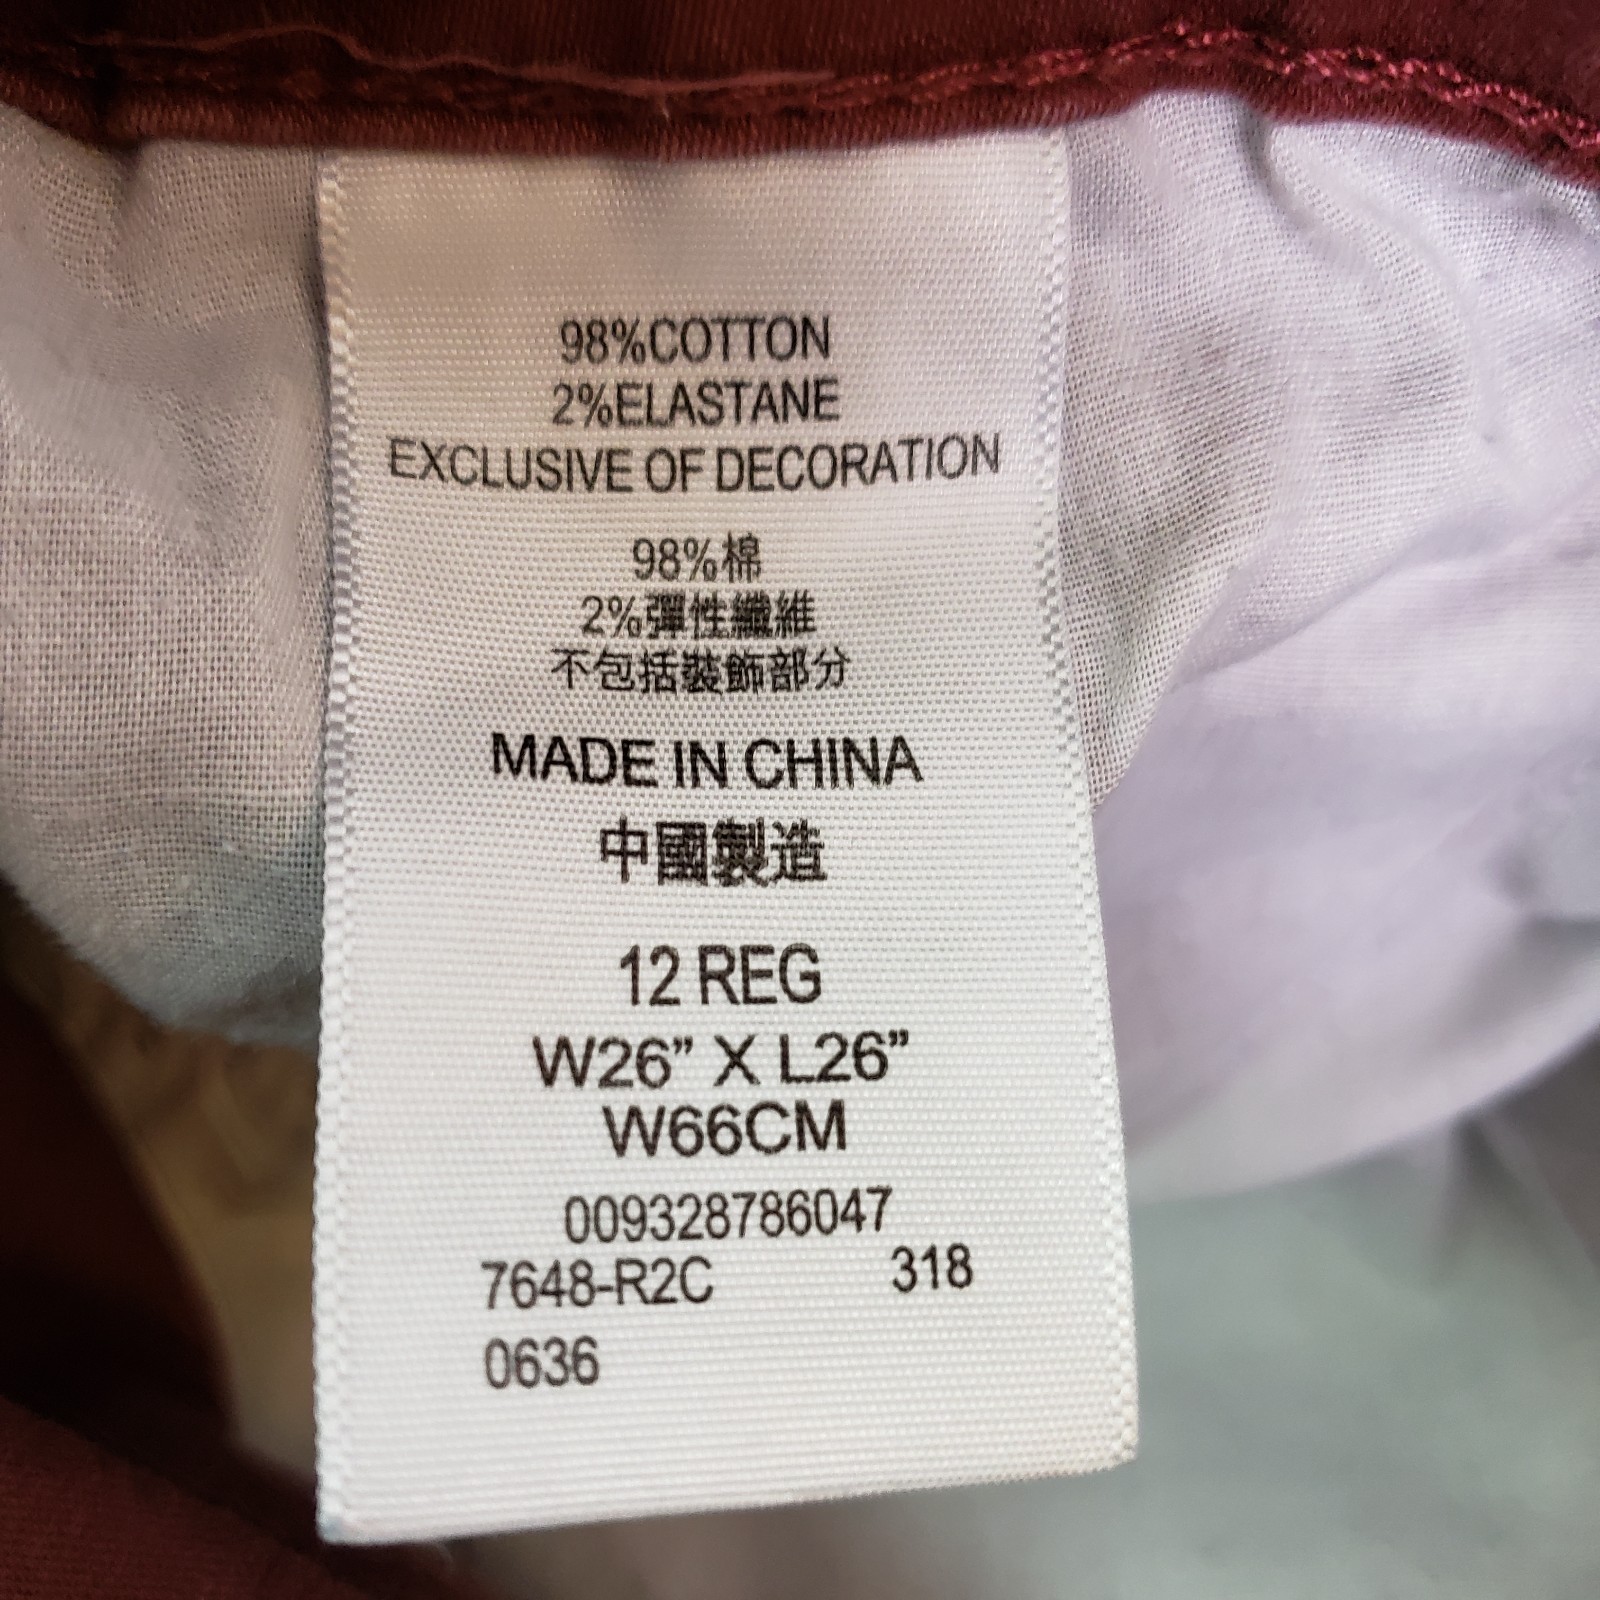 98%COTTON
2%ELASTANE
EXCLUSIVE OF DECORATION
98%棉
2%彈性纖維
不包括裝飾部分
MADE IN CHINA
中國製造
12 REG
W26” X L26”
W66CM
009328786047
7648-R2C 318
0636